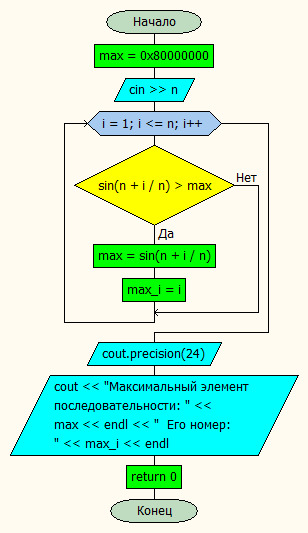 Начало
max = 0x80000000
cin >> n
i = 1; i <= n; i++
sin(n + i / n) > max
Нет
Да
max = sin(n + i / n)
max_i = i
cout.precision(24)
cout << "Максимальный элемент
последовательности: " <<
max << endl << "  Его номер:
" << max_i << endl
return 0
Конец